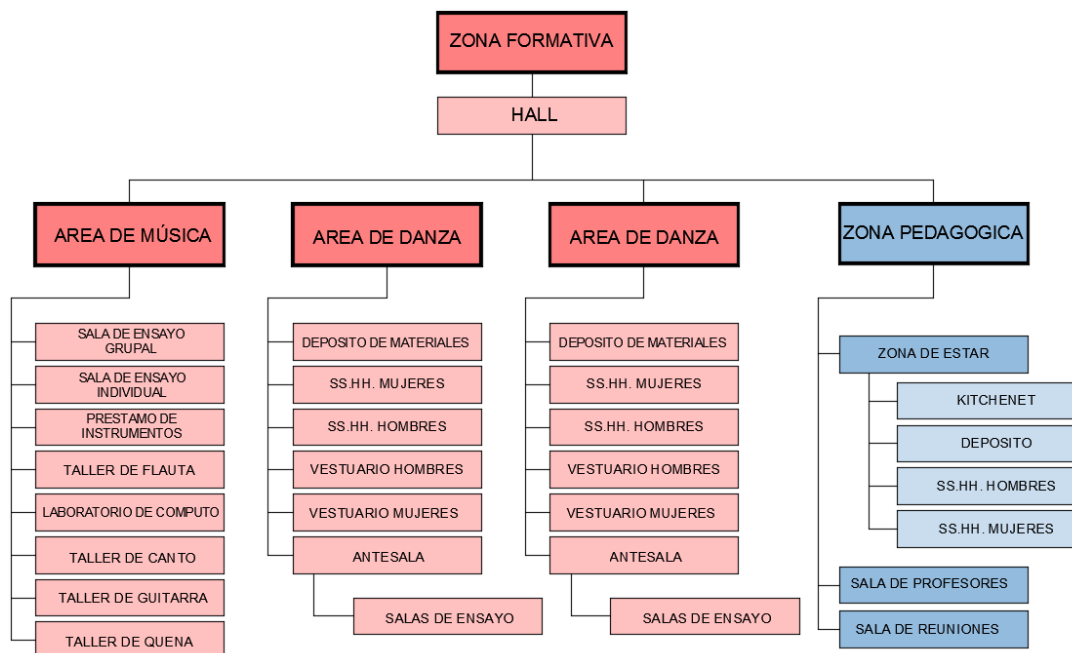 ZONA FORMATIVA
HALL
AREA DE MÚSICA
SALA DE ENSAYO
GRUPAL
SALA DE ENSAYO
INDIVIDUAL
PRESTAMO DE
INSTRUMENTOS
TALLER DE FLAUTA
LABORATORIO DE COMPUTO
TALLER DE CANTO
TALLER DE GUITARRA
TALLER DE QUENA
AREA DE DANZA
DEPOSITO DE MATERIALES
SS.HH. MUJERES
SS.HH. HOMBRES
VESTUARIO HOMBRES
VESTUARIO MUJERES
ANTESALA
SALAS DE ENSAYO
AREA DE DANZA
DEPOSITO DE MATERIALES
SS.HH. MUJERES
SS.HH. HOMBRES
VESTUARIO HOMBRES
VESTUARIO MUJERES
ANTESALA
SALAS DE ENSAYO
ZONA PEDAGOGICA
ZONA DE ESTAR
KITCHENET
DEPOSITO
SS.HH. HOMBRES
SS.HH. MUJERES
SALA DE PROFESORES
SALA DE REUNIONES